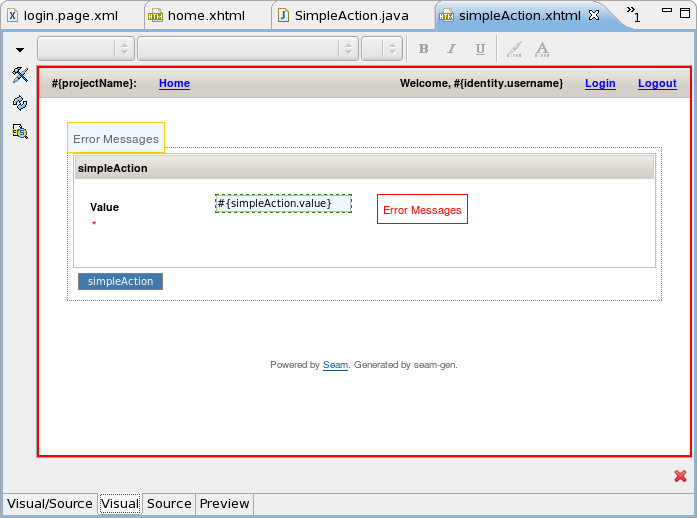 login.page.xml home.xhtml SimpleAction.java simpleAction.xhtml »1
B I U A
#{projectName}: Home Welcome, #{identity.username} Login Logout
Error Messages
simpleAction
Value #{simpleAction.value} Error Messages
*
simpleAction
Powered by Seam. Generated by seam-gen.
Visual/Source Visual Source Preview